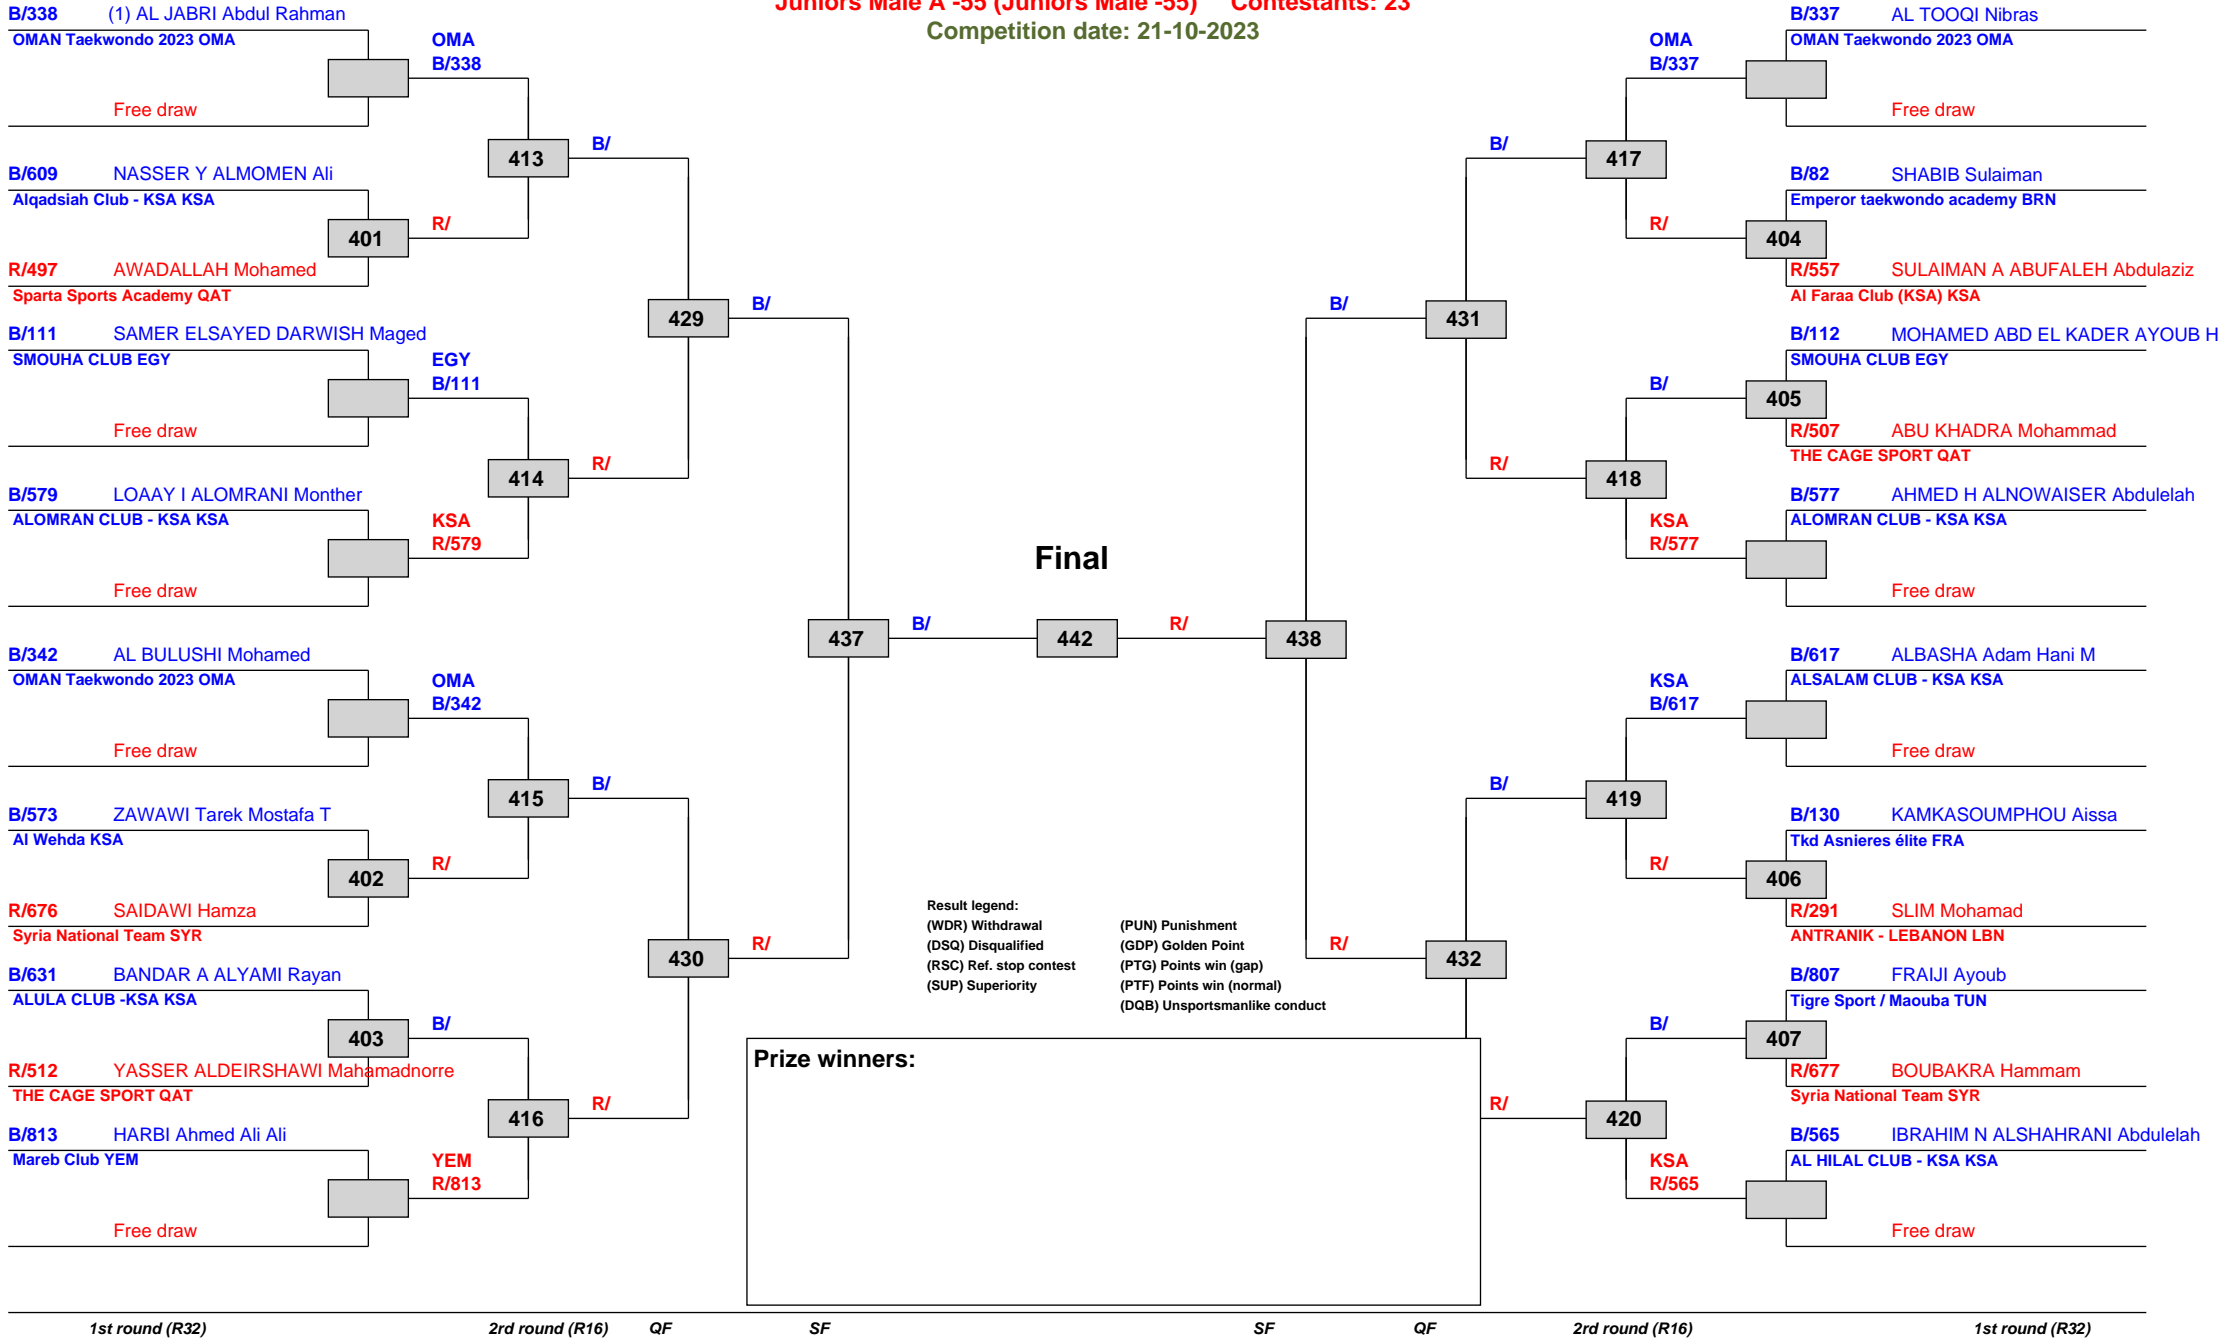 Juniors Male A -55 (Juniors Male -55) Contestants: 23
Competition date: 21-10-2023
B/338 (1) AL JABRI Abdul Rahman
OMAN Taekwondo 2023 OMA
OMA
B/338
Free draw
413
B/
B/609 NASSER Y ALMOMEN Ali
Alqadsiah Club - KSA KSA
401
R/
R/497 AWADALLAH Mohamed
Sparta Sports Academy QAT
429
B/
B/111 SAMER ELSAYED DARWISH Maged
SMOUHA CLUB EGY
EGY
B/111
Free draw
414
R/
B/579 LOAAY I ALOMRANI Monther
ALOMRAN CLUB - KSA KSA
KSA
R/579
Free draw
437
B/
B/342 AL BULUSHI Mohamed
OMAN Taekwondo 2023 OMA
OMA
B/342
Free draw
415
B/
B/573 ZAWAWI Tarek Mostafa T
Al Wehda KSA
402
R/
R/676 SAIDAWI Hamza
Syria National Team SYR
430
R/
B/631 BANDAR A ALYAMI Rayan
ALULA CLUB -KSA KSA
403
B/
R/512 YASSER ALDEIRSHAWI Mahamadnorre
THE CAGE SPORT QAT
416
R/
B/813 HARBI Ahmed Ali Ali
Mareb Club YEM
YEM
R/813
Free draw
Final
442
R/
438
B/337 AL TOOQI Nibras
OMAN Taekwondo 2023 OMA
OMA
B/337
Free draw
B/
417
B/82 SHABIB Sulaiman
Emperor taekwondo academy BRN
R/
404
R/557 SULAIMAN A ABUFALEH Abdulaziz
Al Faraa Club (KSA) KSA
B/
431
B/112 MOHAMED ABD EL KADER AYOUB H
SMOUHA CLUB EGY
B/
405
R/507 ABU KHADRA Mohammad
THE CAGE SPORT QAT
R/
418
B/577 AHMED H ALNOWAISER Abdulelah
ALOMRAN CLUB - KSA KSA
KSA
R/577
Free draw
B/617 ALBASHA Adam Hani M
ALSALAM CLUB - KSA KSA
KSA
B/617
Free draw
B/
419
B/130 KAMKASOUMPHOU Aissa
Tkd Asnieres élite FRA
R/
406
R/291 SLIM Mohamad
ANTRANIK - LEBANON LBN
R/
432
B/807 FRAIJI Ayoub
Tigre Sport / Maouba TUN
B/
407
R/677 BOUBAKRA Hammam
Syria National Team SYR
R/
420
B/565 IBRAHIM N ALSHAHRANI Abdulelah
AL HILAL CLUB - KSA KSA
KSA
R/565
Free draw
Result legend:
(WDR) Withdrawal (PUN) Punishment
(DSQ) Disqualified (GDP) Golden Point
(RSC) Ref. stop contest (PTG) Points win (gap)
(SUP) Superiority (PTF) Points win (normal)
(DQB) Unsportsmanlike conduct
Prize winners:
1st round (R32) 2rd round (R16) QF SF SF QF 2rd round (R16) 1st round (R32)